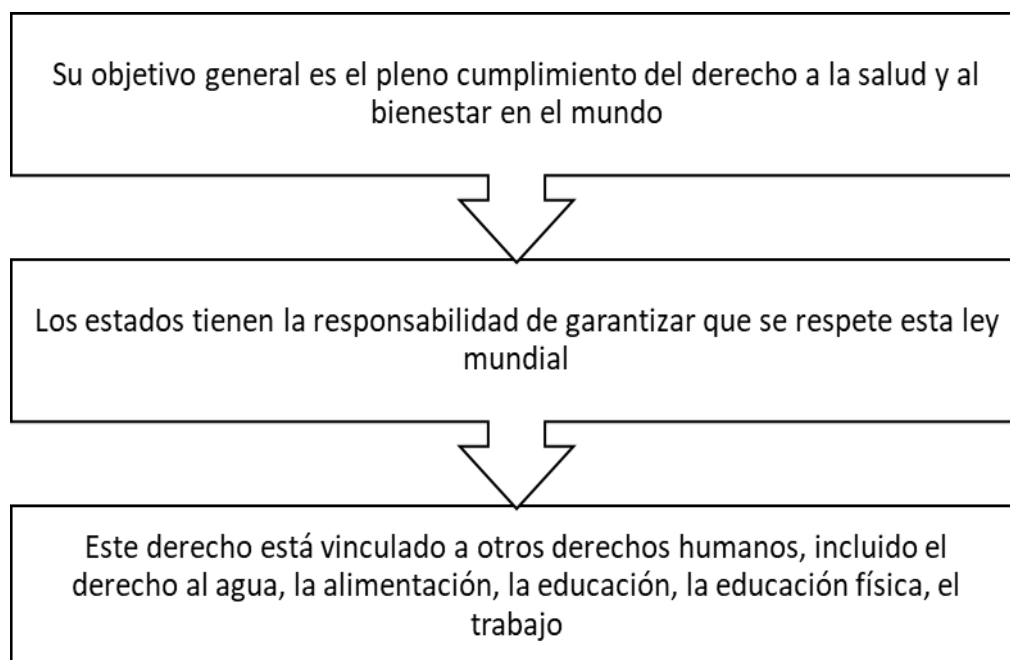 Su objetivo general es el pleno cumplimiento del derecho a la salud y al
bienestar en el mundo
Los estados tienen la responsabilidad de garantizar que se respete esta ley
mundial
Este derecho está vinculado a otros derechos humanos, incluido el
derecho al agua, la alimentación, la educación, la educación física, el
trabajo